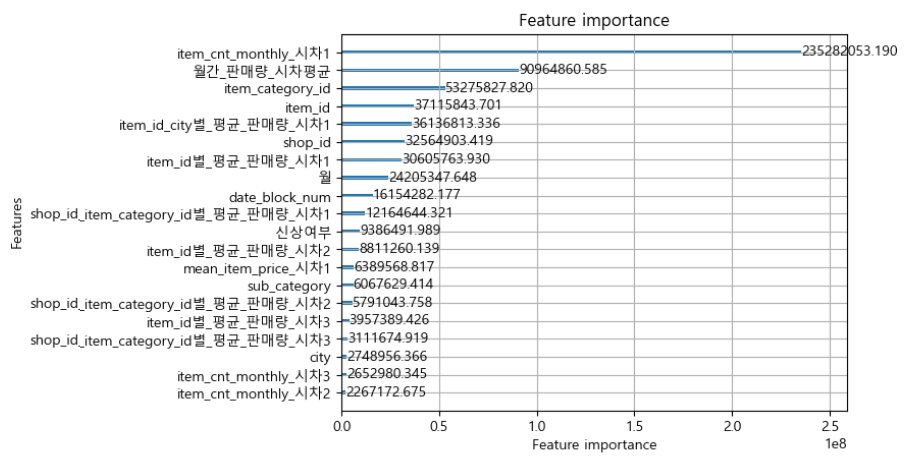 Feature importance
item_cnt_monthly_시차1 235282053.190
월간_판매량_시차평균 90964860.585
item_category_id 53275827.820
item_id 37115843.701
item_id_city별_평균_판매량_시차1 36136813.336
shop_id 32564903.419
item_id별_평균_판매량_시차1 30605763.930
월 24205347.648
date_block_num 16154282.177
shop_id_item_category_id별_평균_판매량_시차1 12164644.321
신상여부 9386491.989
item_id별_평균_판매량_시차2 8811260.139
mean_item_price_시차1 6389568.817
sub_category 6067629.414
shop_id_item_category_id별_평균_판매량_시차2 5791043.758
item_id별_평균_판매량_시차3 3957389.426
shop_id_item_category_id별_평균_판매량_시차3 3111674.919
city 2748956.366
item_cnt_monthly_시차3 2652980.345
item_cnt_monthly_시차2 2267172.675
Features
0.0 0.5 1.0 1.5 2.0 2.5
1e8
Feature importance